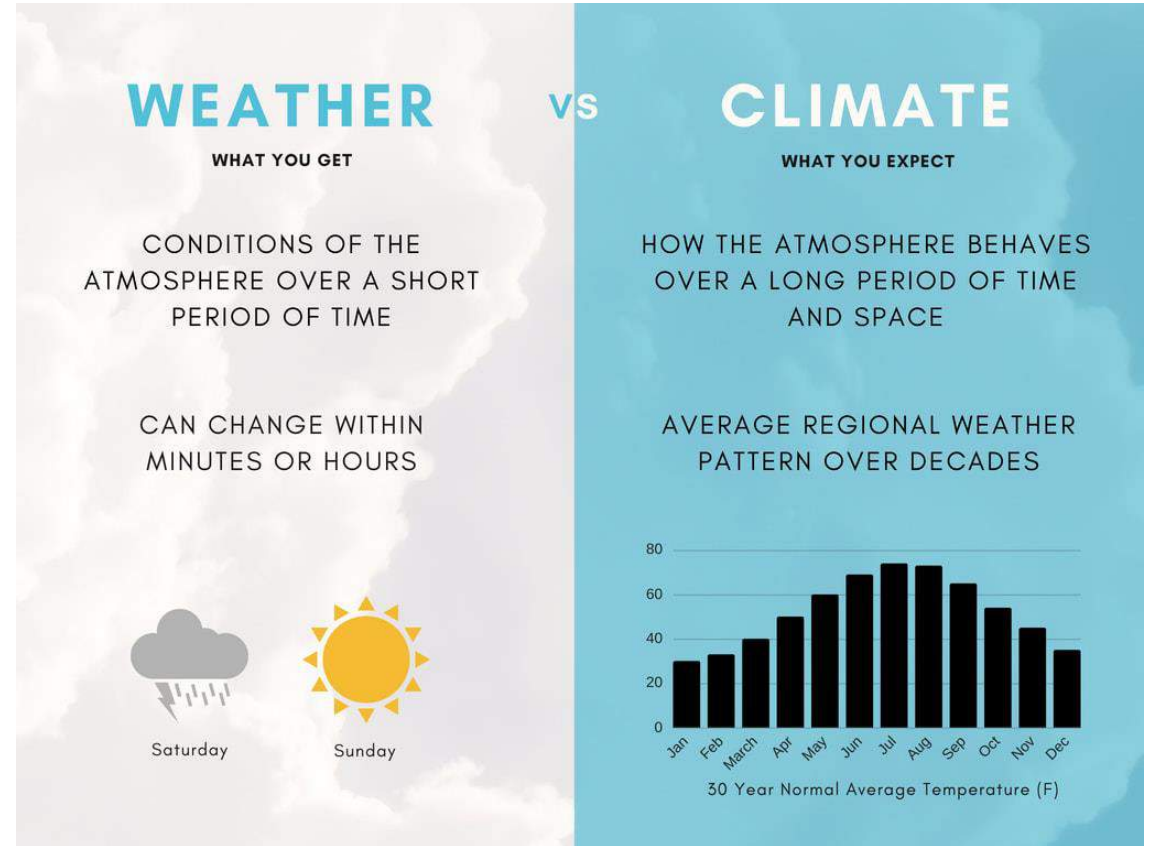 WEATHER
VS
CLIMATE
WHAT YOU GET
WHAT YOU EXPECT
CONDITIONS OF THE
ATMOSPHERE OVER A SHORT
PERIOD OF TIME
HOW THE ATMOSPHERE BEHAVES
OVER A LONG PERIOD OF TIME
AND SPACE
CAN CHANGE WITHIN
MINUTES OR HOURS
AVERAGE REGIONAL WEATHER
PATTERN OVER DECADES
Saturday
Sunday
80
60
40
20
0
Jan
Feb
March
Apr
May
Jun
Jul
Aug
Sep
Oct
Nov
Dec
30 Year Normal Average Temperature (F)